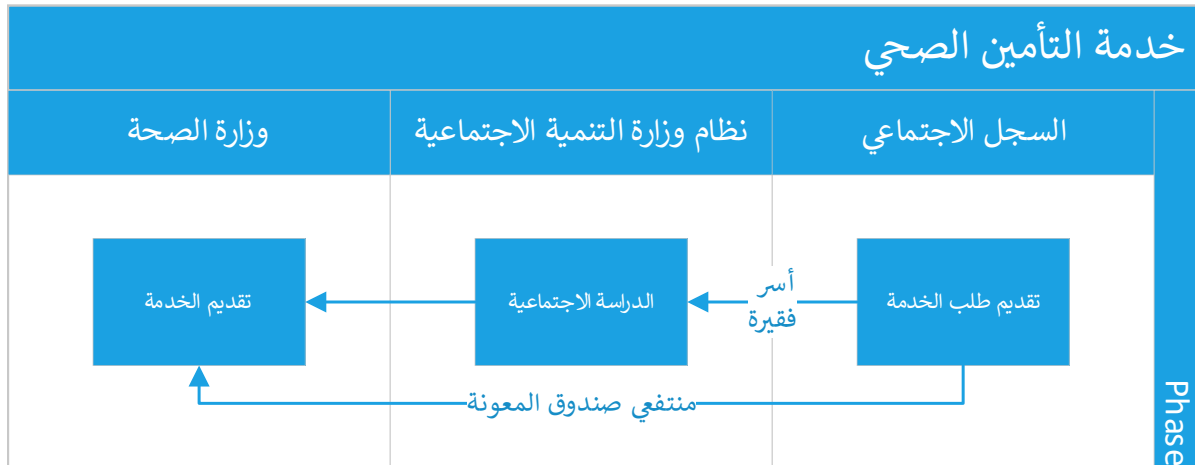 خدمة التأمين الصحي
السجل الاجتماعي
نظام وزارة التنمية الاجتماعية
وزارة الصحة
تقديم طلب الخدمة
أسر
فقيرة
الدراسة الاجتماعية
تقديم الخدمة
منتفعي صندوق المعونة
Phase